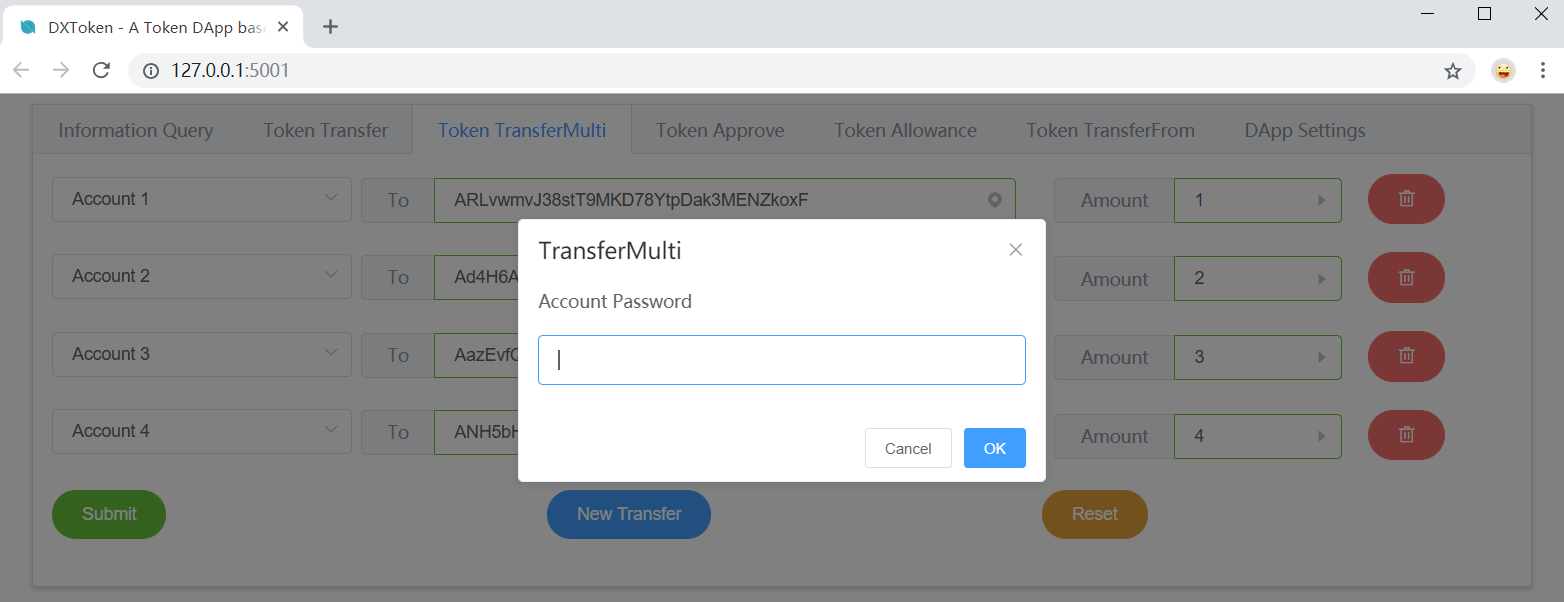 DXToken - A Token DApp bas
127.0.0.1:5001
Information Query Token Transfer Token TransferMulti Token Approve Token Allowance Token TransferFrom DApp Settings
Account 1 To ARLvwmvJ38stT9MKD78YtpDak3MENZkoxF Amount 1
TransferMulti
Account 2 To Ad4H6A Amount 2
Account Password
Account 3 To AazEvfC Amount 3
Account 4 To ANH5bH Amount 4
Cancel OK
Submit New Transfer Reset